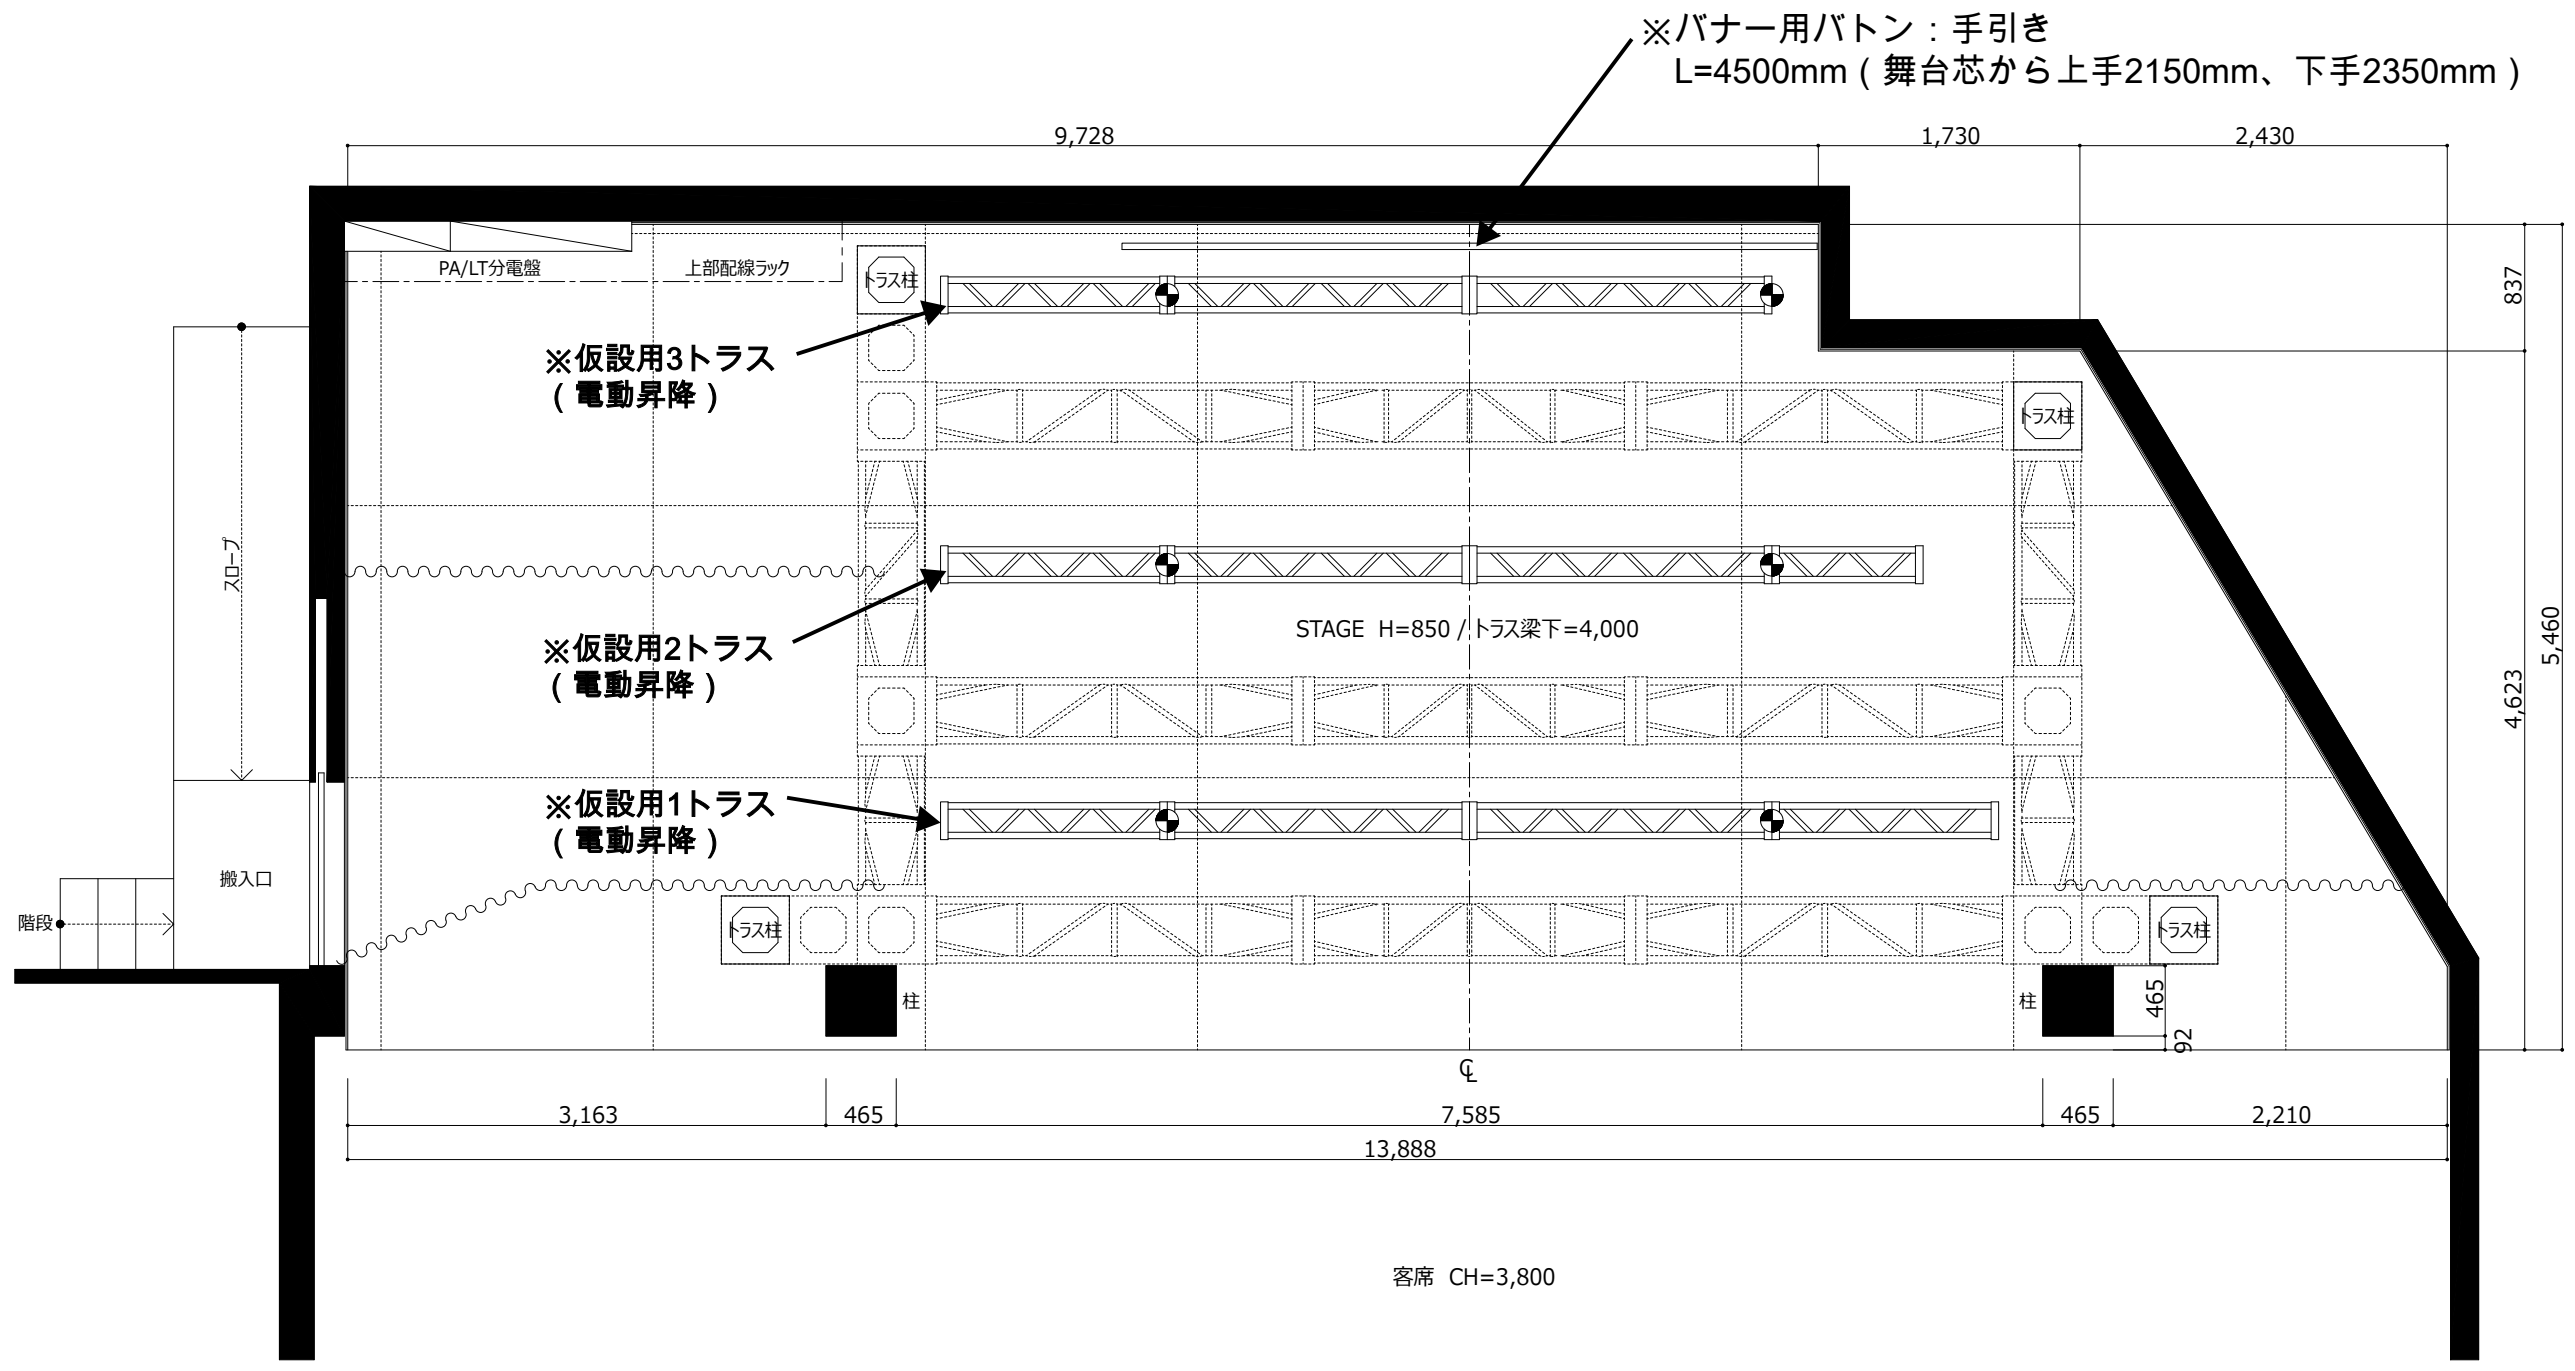 ※バナー用バトン：手引き
L=4500mm（舞台芯から上手2150mm、下手2350mm）
9,728
1,730
2,430
PA/LT分電盤
上部配線ラック
トラス柱
837
※仮設用3トラス
（電動昇降）
トラス柱
スロープ
※仮設用2トラス
（電動昇降）
STAGE H=850 / トラス梁下=4,000
5,460
4,623
※仮設用1トラス
（電動昇降）
搬入口
階段
トラス柱
トラス柱
柱
柱
465
92
℄
3,163
465
7,585
465
2,210
13,888
客席 CH=3,800